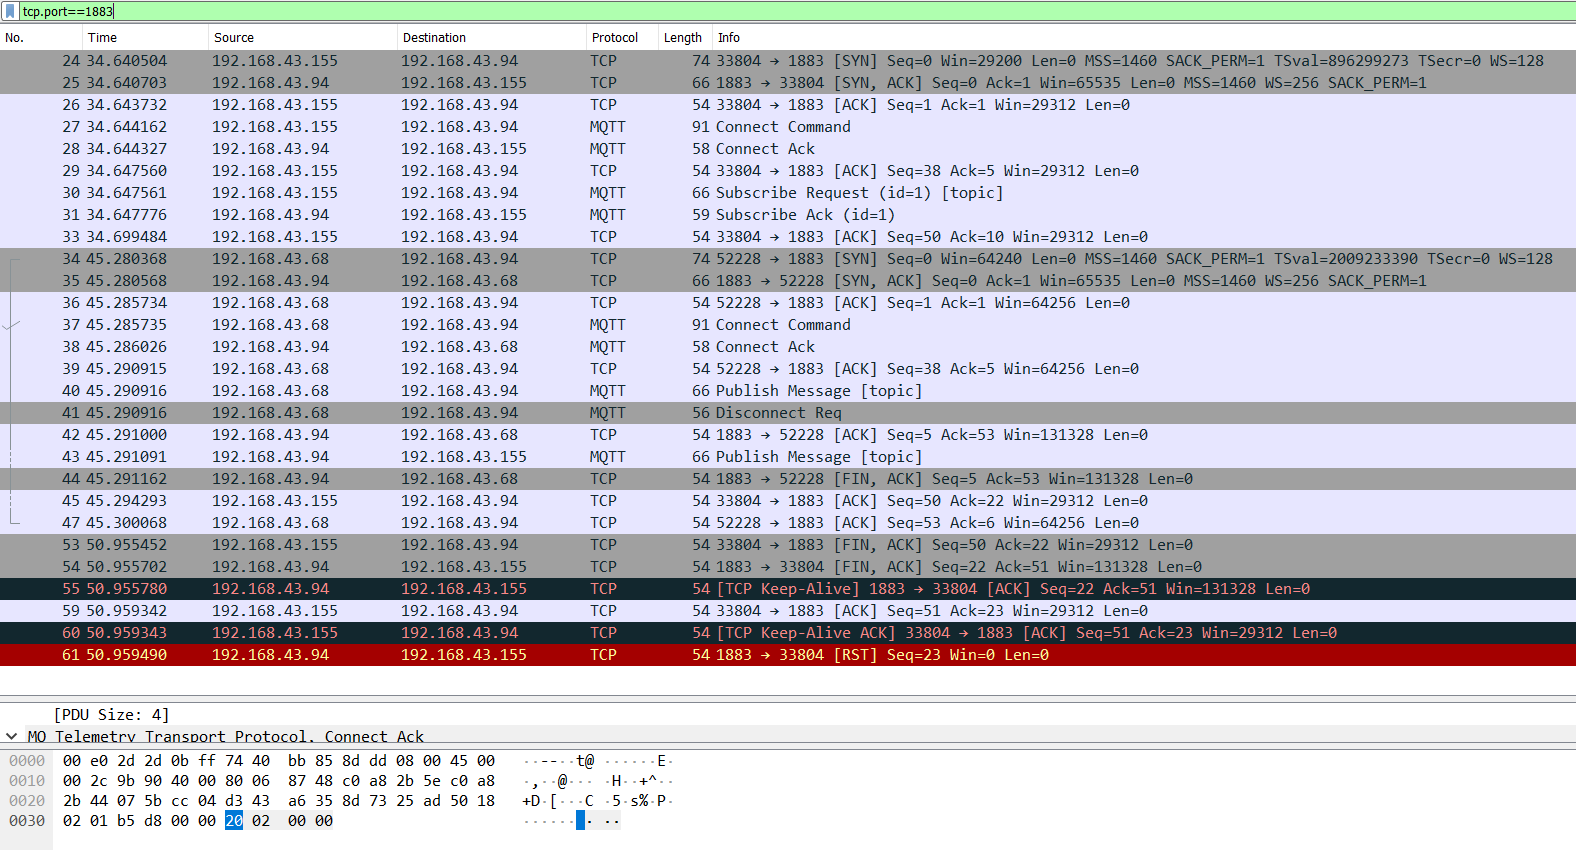 tcp.port==1883
No. Time Source Destination Protocol Length Info
24 34.640504 192.168.43.155 192.168.43.94 TCP 74 33804 → 1883 [SYN] Seq=0 Win=29200 Len=0 MSS=1460 SACK_PERM=1 TSval=896299273 TSecr=0 WS=128
25 34.640703 192.168.43.94 192.168.43.155 TCP 66 1883 → 33804 [SYN, ACK] Seq=0 Ack=1 Win=65535 Len=0 MSS=1460 WS=256 SACK_PERM=1
26 34.643732 192.168.43.155 192.168.43.94 TCP 54 33804 → 1883 [ACK] Seq=1 Ack=1 Win=29312 Len=0
27 34.644162 192.168.43.155 192.168.43.94 MQTT 91 Connect Command
28 34.644327 192.168.43.94 192.168.43.155 MQTT 58 Connect Ack
29 34.647560 192.168.43.155 192.168.43.94 TCP 54 33804 → 1883 [ACK] Seq=38 Ack=5 Win=29312 Len=0
30 34.647561 192.168.43.155 192.168.43.94 MQTT 66 Subscribe Request (id=1) [topic]
31 34.647776 192.168.43.94 192.168.43.155 MQTT 59 Subscribe Ack (id=1)
33 34.699484 192.168.43.155 192.168.43.94 TCP 54 33804 → 1883 [ACK] Seq=50 Ack=10 Win=29312 Len=0
34 45.280368 192.168.43.68 192.168.43.94 TCP 74 52228 → 1883 [SYN] Seq=0 Win=64240 Len=0 MSS=1460 SACK_PERM=1 TSval=2009233390 TSecr=0 WS=128
35 45.280568 192.168.43.94 192.168.43.68 TCP 66 1883 → 52228 [SYN, ACK] Seq=0 Ack=1 Win=65535 Len=0 MSS=1460 WS=256 SACK_PERM=1
36 45.285734 192.168.43.68 192.168.43.94 TCP 54 52228 → 1883 [ACK] Seq=1 Ack=1 Win=64256 Len=0
37 45.285735 192.168.43.68 192.168.43.94 MQTT 91 Connect Command
38 45.286026 192.168.43.94 192.168.43.68 MQTT 58 Connect Ack
39 45.290915 192.168.43.68 192.168.43.94 TCP 54 52228 → 1883 [ACK] Seq=38 Ack=5 Win=64256 Len=0
40 45.290916 192.168.43.68 192.168.43.94 MQTT 66 Publish Message [topic]
41 45.290916 192.168.43.68 192.168.43.94 MQTT 56 Disconnect Req
42 45.291000 192.168.43.94 192.168.43.68 TCP 54 1883 → 52228 [ACK] Seq=5 Ack=53 Win=131328 Len=0
43 45.291091 192.168.43.94 192.168.43.155 MQTT 66 Publish Message [topic]
44 45.291162 192.168.43.94 192.168.43.68 TCP 54 1883 → 52228 [FIN, ACK] Seq=5 Ack=53 Win=131328 Len=0
45 45.294293 192.168.43.155 192.168.43.94 TCP 54 33804 → 1883 [ACK] Seq=50 Ack=22 Win=29312 Len=0
47 45.300068 192.168.43.68 192.168.43.94 TCP 54 52228 → 1883 [ACK] Seq=53 Ack=6 Win=64256 Len=0
53 50.955452 192.168.43.155 192.168.43.94 TCP 54 33804 → 1883 [FIN, ACK] Seq=50 Ack=22 Win=29312 Len=0
54 50.955702 192.168.43.94 192.168.43.155 TCP 54 1883 → 33804 [FIN, ACK] Seq=22 Ack=51 Win=131328 Len=0
55 50.955780 192.168.43.94 192.168.43.155 TCP 54 [TCP Keep-Alive] 1883 → 33804 [ACK] Seq=22 Ack=51 Win=131328 Len=0
59 50.959342 192.168.43.155 192.168.43.94 TCP 54 33804 → 1883 [ACK] Seq=51 Ack=23 Win=29312 Len=0
60 50.959343 192.168.43.155 192.168.43.94 TCP 54 [TCP Keep-Alive ACK] 33804 → 1883 [ACK] Seq=51 Ack=23 Win=29312 Len=0
61 50.959490 192.168.43.94 192.168.43.155 TCP 54 1883 → 33804 [RST] Seq=23 Win=0 Len=0
[PDU Size: 4]
MQ Telemetry Transport Protocol, Connect Ack
0000 00 e0 2d 2d 0b ff 74 40 bb 85 8d dd 08 00 45 00 ··--··t@ ······E·
0010 00 2c 9b 90 40 00 80 06 87 48 c0 a8 2b 5e c0 a8 ·,··@··· ·H··+^··
0020 2b 44 07 5b cc 04 d3 43 a6 35 8d 73 25 ad 50 18 +D·[···C ·5·s%·P·
0030 02 01 b5 d8 00 00 20 02 00 00 ······ · ··